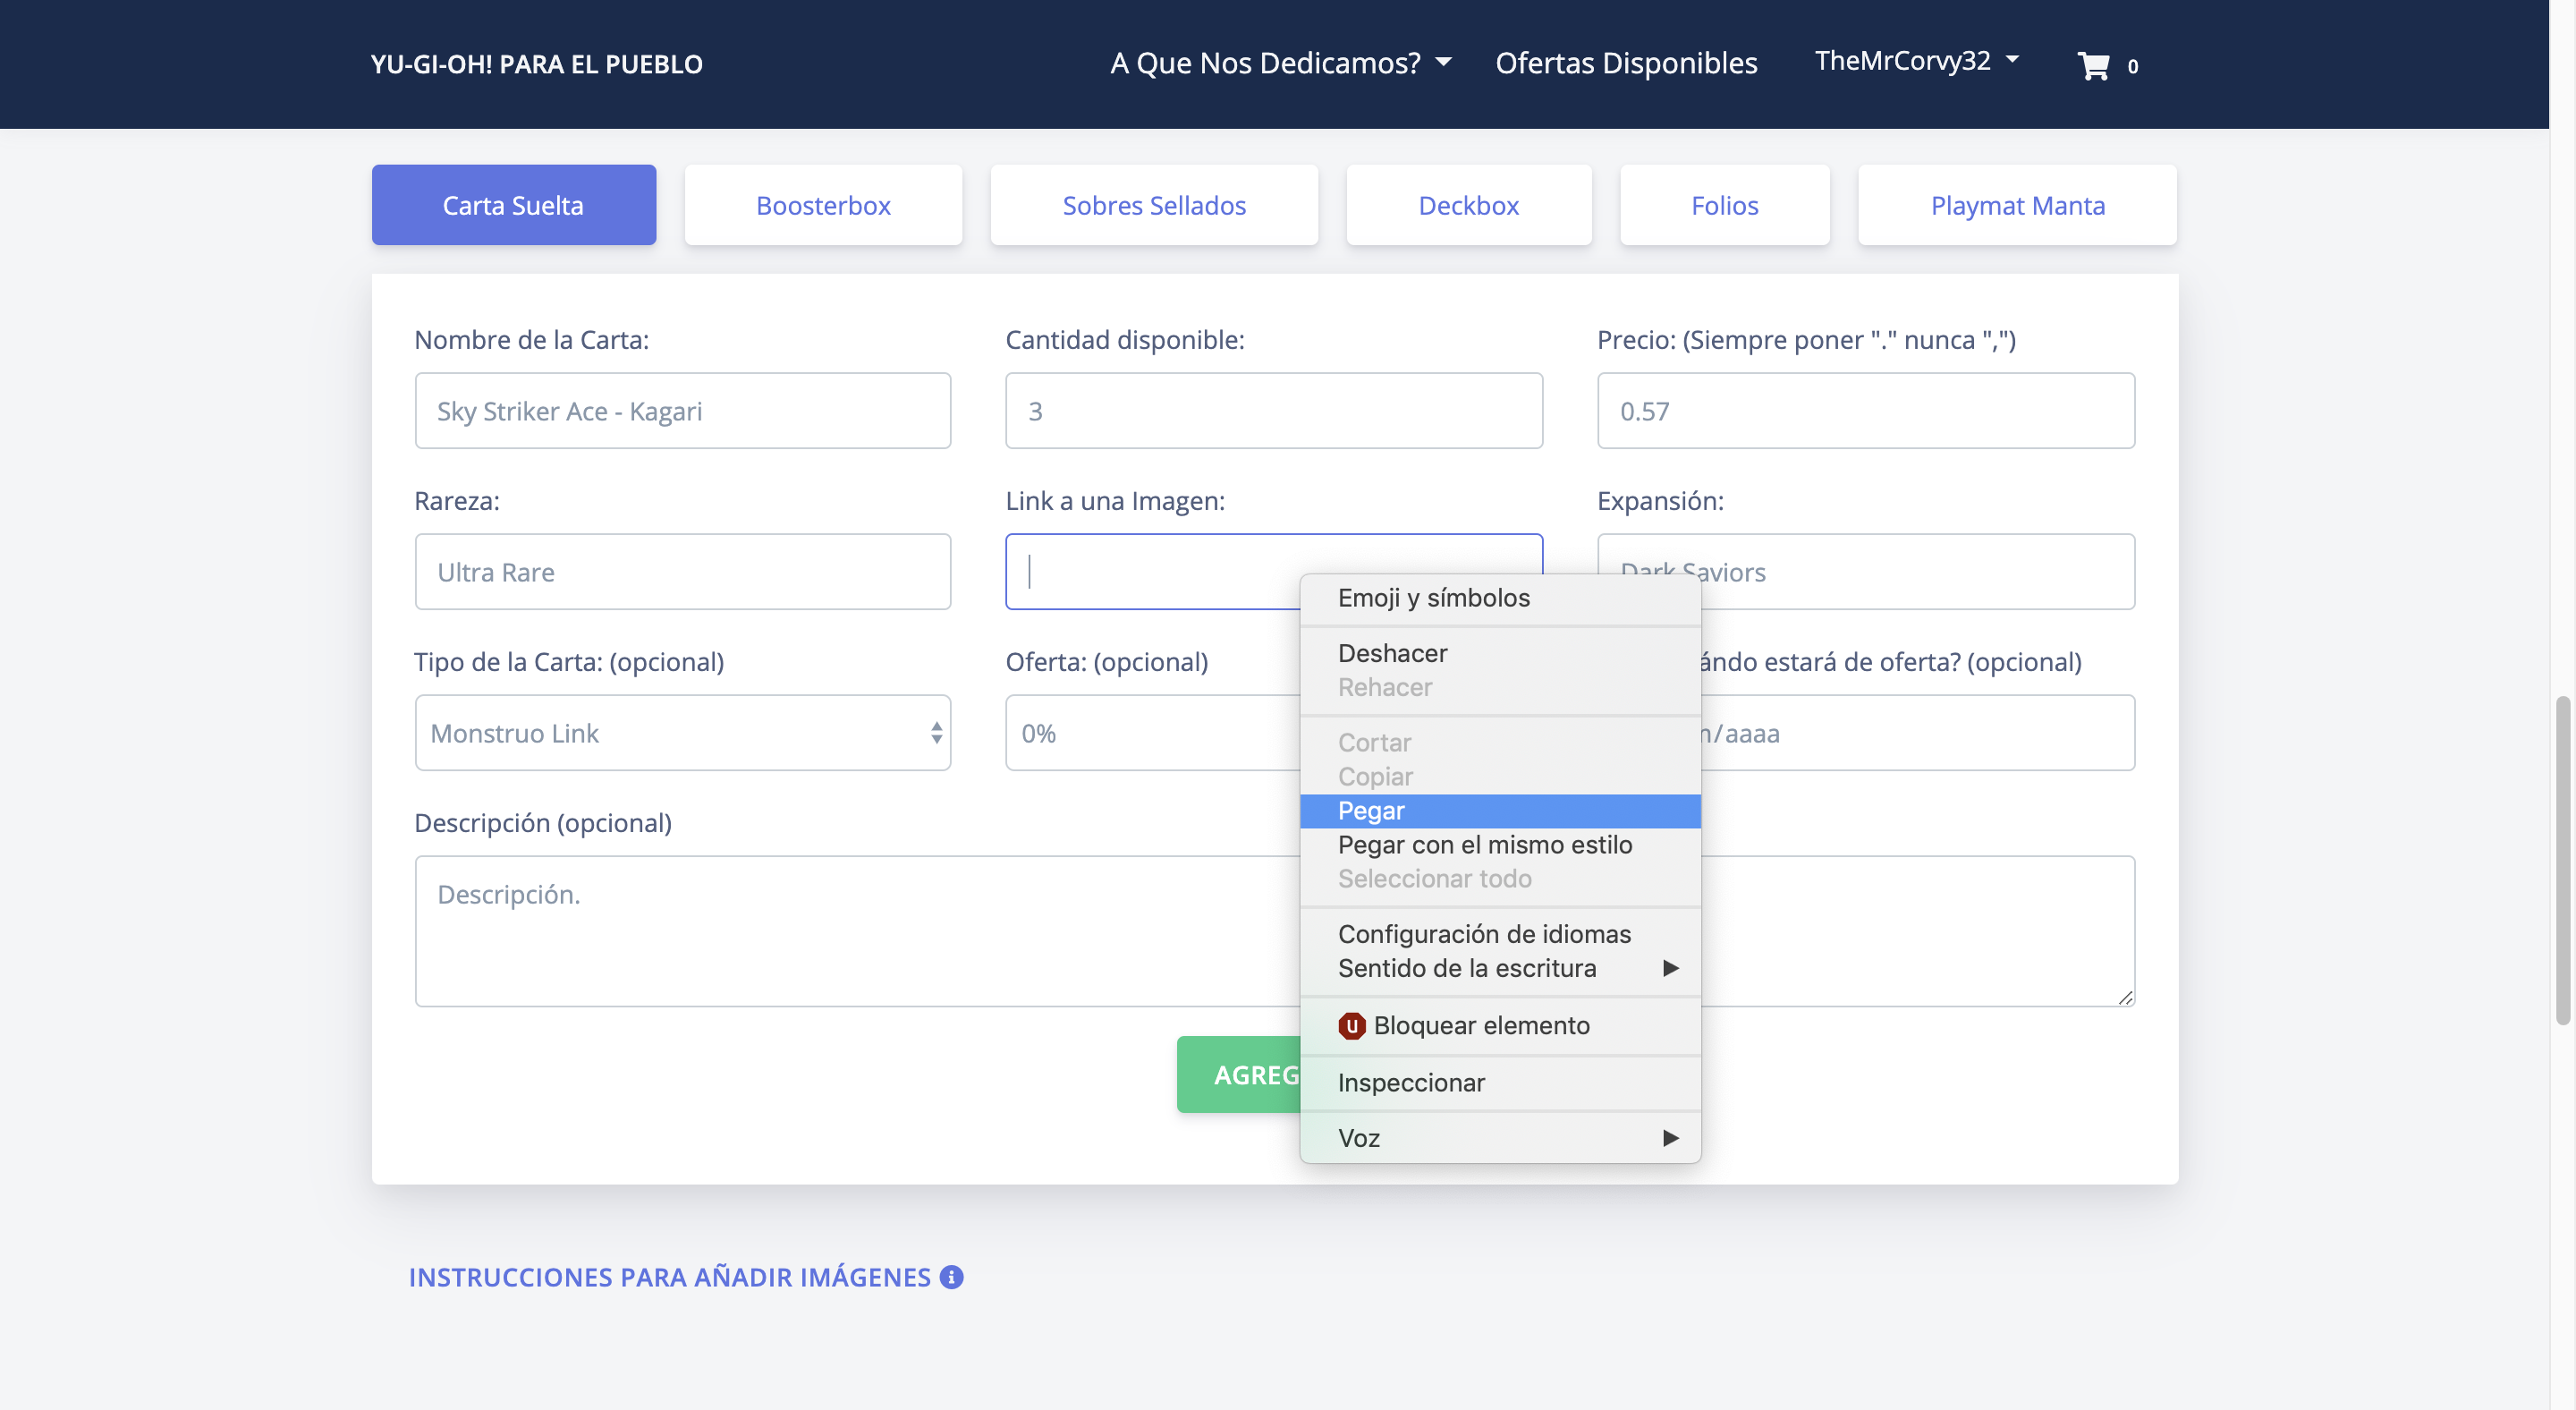 YU-GI-OH! PARA EL PUEBLO
A Que Nos Dedicamos?
Ofertas Disponibles
TheMrCorvy32
0
Carta Suelta
Boosterbox
Sobres Sellados
Deckbox
Folios
Playmat Manta
Nombre de la Carta:
Cantidad disponible:
Precio: (Siempre poner "." nunca ",")
Sky Striker Ace - Kagari
3
0.57
Rareza:
Link a una Imagen:
Expansión:
Ultra Rare
Dark Saviors
Tipo de la Carta: (opcional)
Oferta: (opcional)
ándo estará de oferta? (opcional)
Monstruo Link
0%
/aaaa
Descripción (opcional)
Descripción.
AGREG
Emoji y símbolos
Deshacer
Rehacer
Cortar
Copiar
Pegar
Pegar con el mismo estilo
Seleccionar todo
Configuración de idiomas
Sentido de la escritura
Bloquear elemento
Inspeccionar
Voz
INSTRUCCIONES PARA AÑADIR IMÁGENES